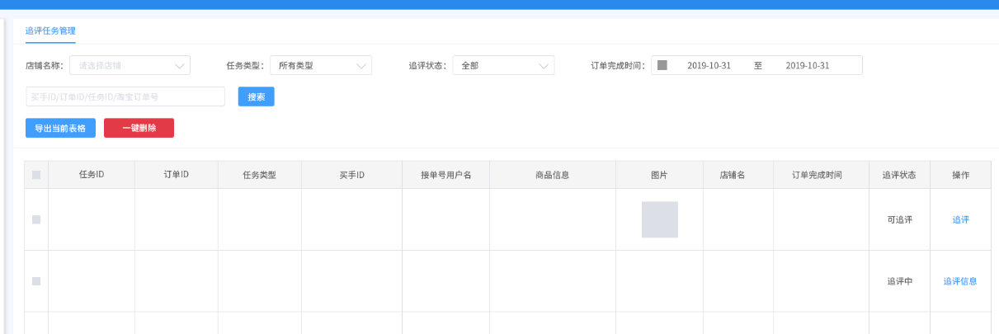 追评任务管理
店铺名称： 请选择店铺 任务类型： 所有类型 追评状态： 全部 订单完成时间： 2019-10-31 至 2019-10-31
买手ID/订单ID/任务ID/淘宝订单号 搜索
导出当前表格 一键删除
任务ID 订单ID 任务类型 买手ID 接单号用户名 商品信息 图片 店铺名 订单完成时间 追评状态 操作
可追评 追评
追评中 追评信息